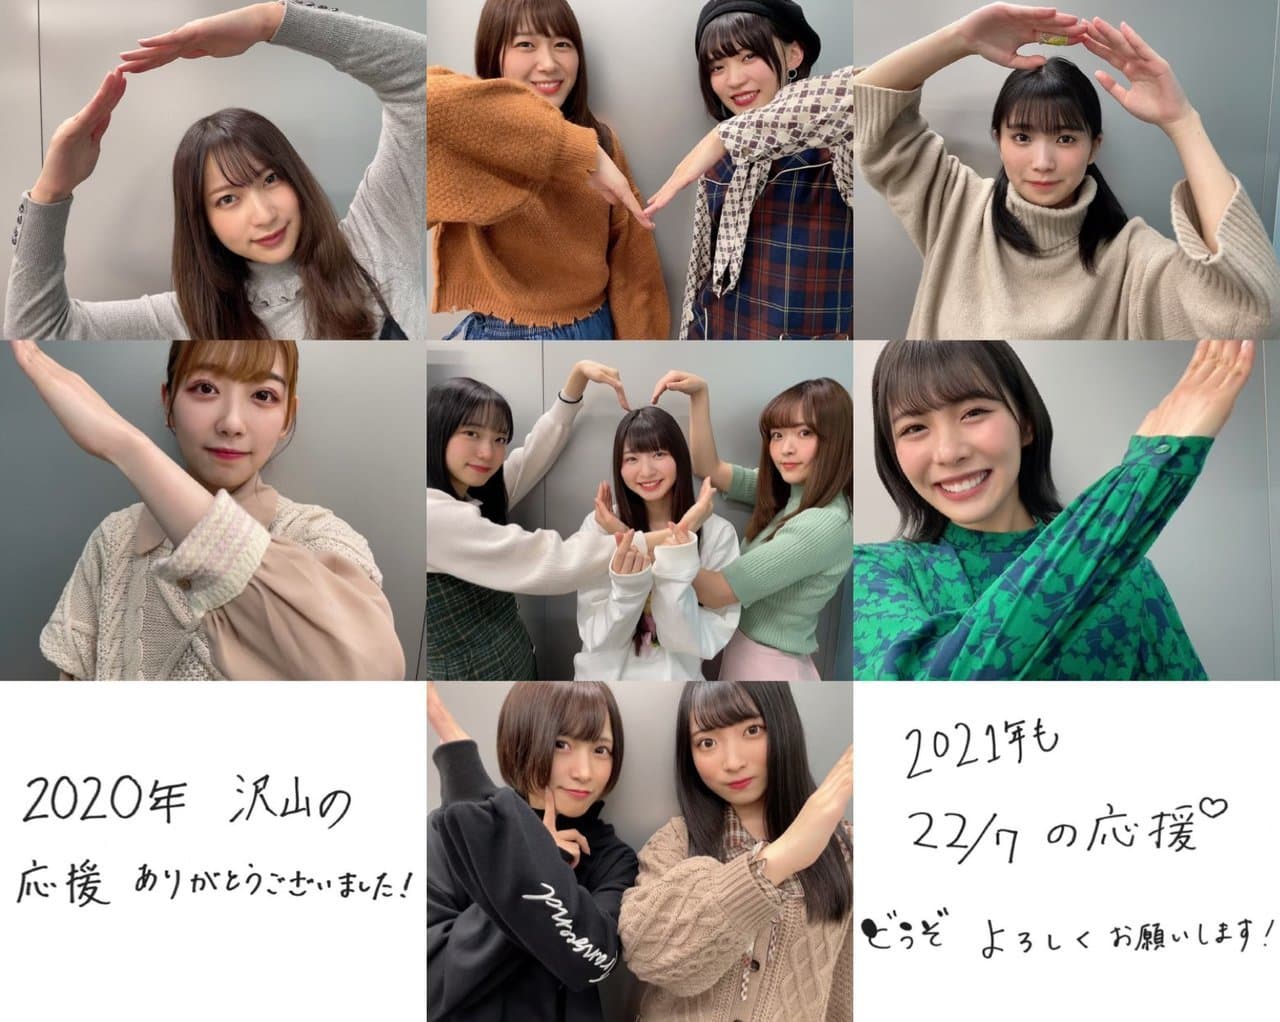 2020年 沢山の
応援 ありがとうございました!
2021年も
22/7 の応援♡
どうぞ よろしくお願いします!